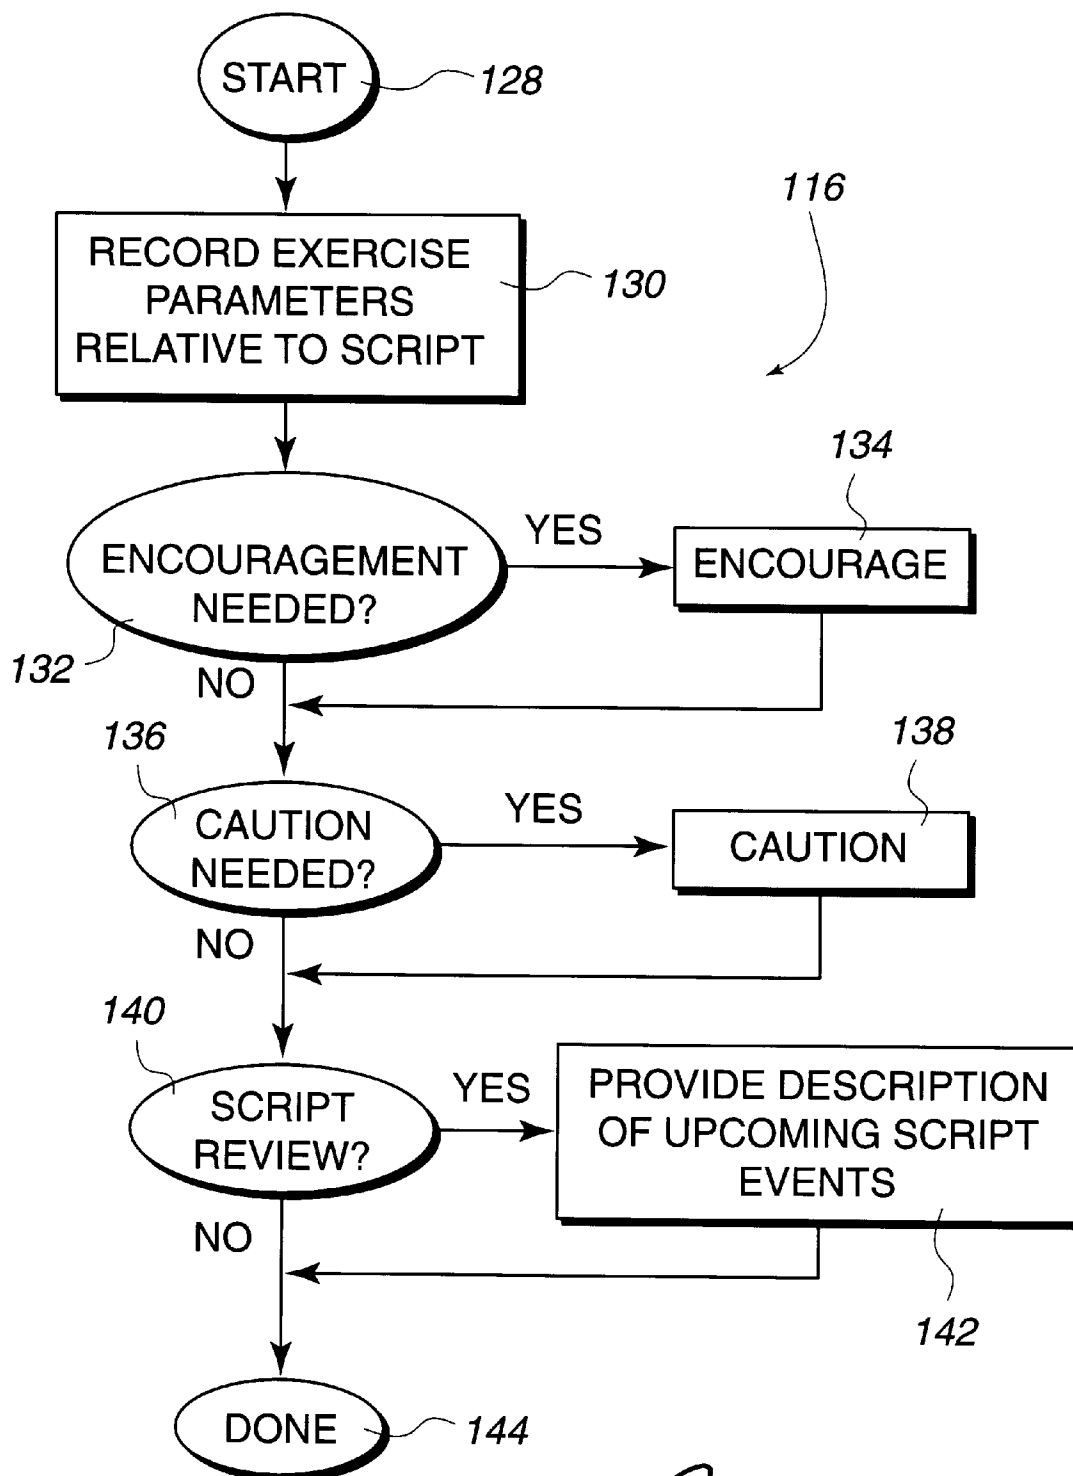 START
128
116
RECORD EXERCISE
PARAMETERS
RELATIVE TO SCRIPT
130
134
YES
ENCOURAGE
ENCOURAGEMENT
NEEDED?
132
NO
136
138
YES
CAUTION
CAUTION
NEEDED?
NO
140
YES
SCRIPT
REVIEW?
PROVIDE DESCRIPTION
OF UPCOMING SCRIPT
EVENTS
NO
142
DONE
144